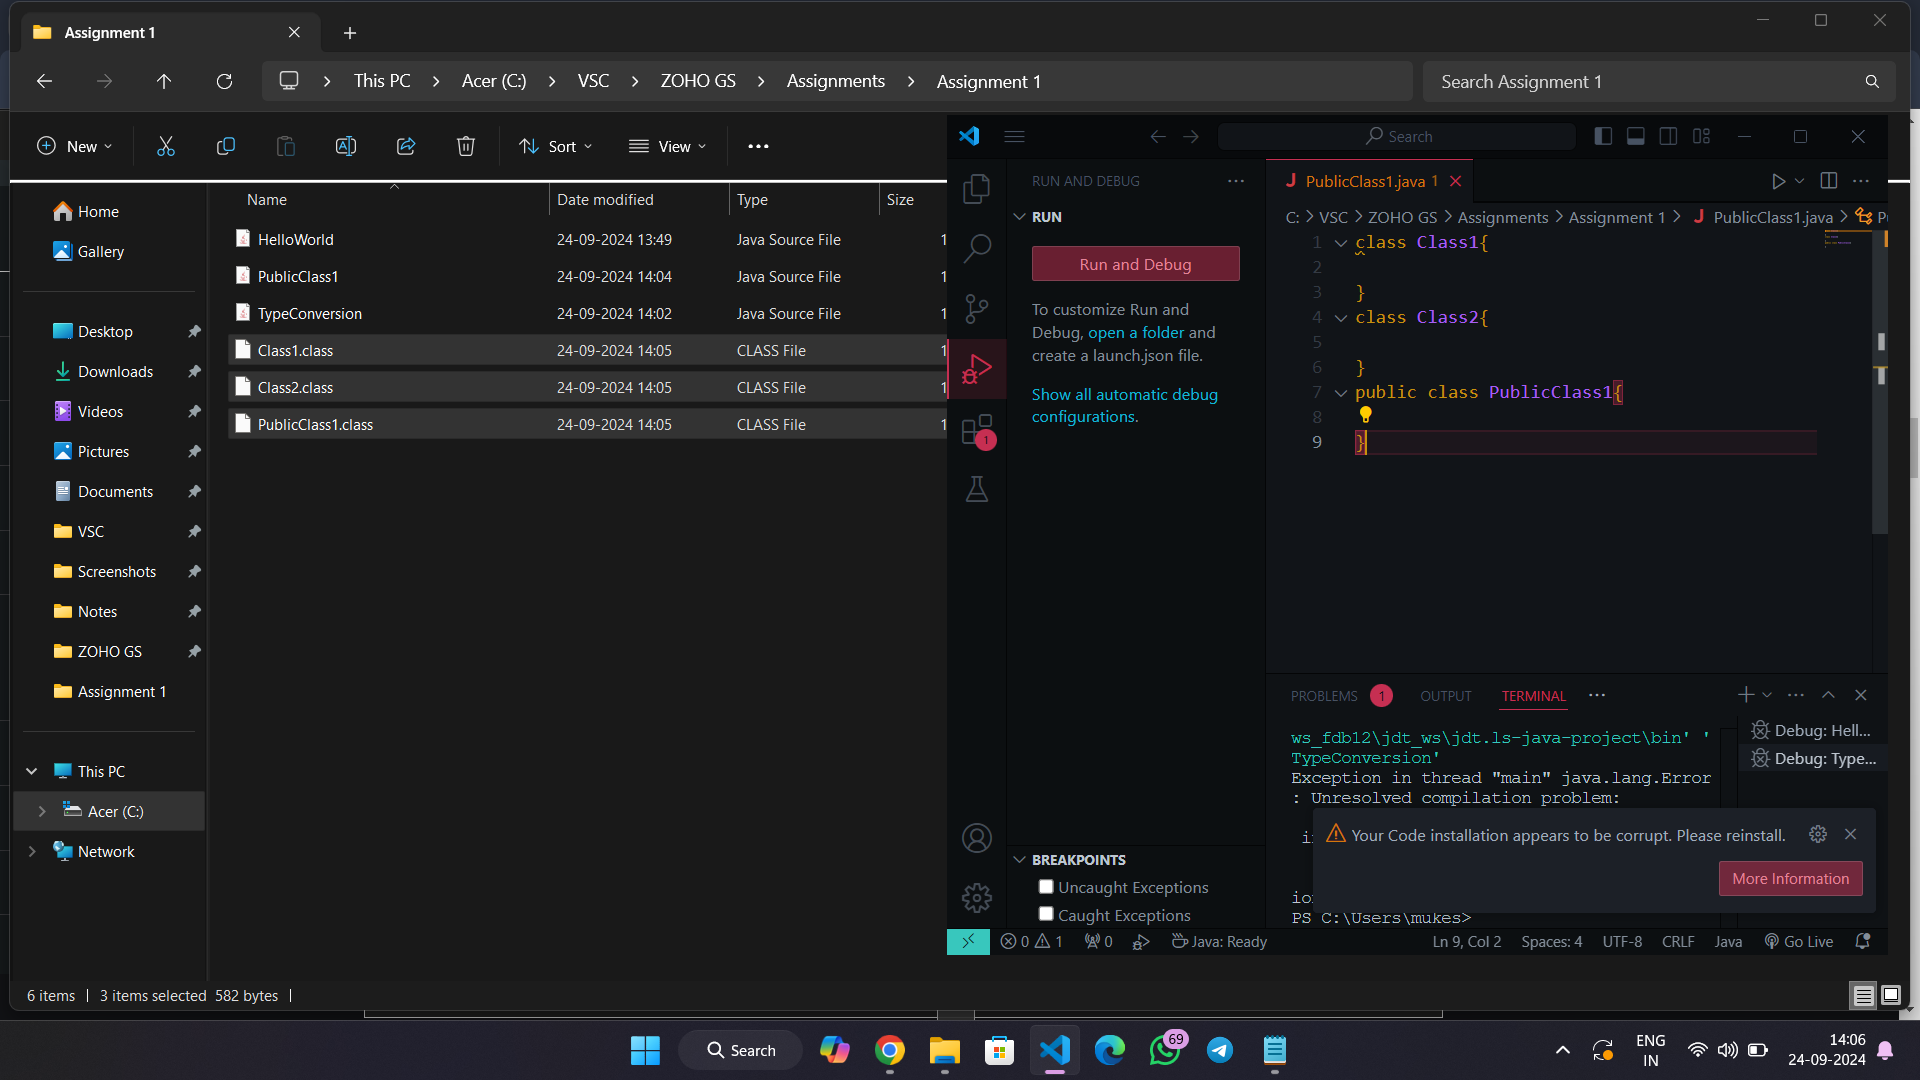 Assignment 1
This PC
Acer (C:)
VSC
ZOHO GS
Assignments
Assignment 1
Search Assignment 1
New
Sort
View
Name
Date modified
Type
Size
HelloWorld 24-09-2024 13:49 Java Source File 1
PublicClass1 24-09-2024 14:04 Java Source File 1
TypeConversion 24-09-2024 14:02 Java Source File 1
Class1.class 24-09-2024 14:05 CLASS File 1
Class2.class 24-09-2024 14:05 CLASS File 1
PublicClass1.class 24-09-2024 14:05 CLASS File 1
Home
Gallery
Desktop
Downloads
Videos
Pictures
Documents
VSC
Screenshots
Notes
ZOHO GS
Assignment 1
This PC
Acer (C:)
Network
6 items
3 items selected 582 bytes
Search
RUN AND DEBUG
RUN
Run and Debug
To customize Run and
Debug, open a folder and
create a launch.json file.
Show all automatic debug
configurations.
1
BREAKPOINTS
Uncaught Exceptions
Caught Exceptions
J PublicClass1.java 1
C: > VSC > ZOHO GS > Assignments > Assignment 1 > J PublicClass1.java > P
1 class Class1{
2
3 }
4 class Class2{
5
6 }
7 public class PublicClass1{
8
9 }
PROBLEMS 1 OUTPUT TERMINAL
ws_fdb12\jdt_ws\jdt.ls-java-project\bin' '
TypeConversion'
Exception in thread "main" java.lang.Error
: Unresolved compilation problem:
PS C:\Users\mukes>
Debug: Hell...
Debug: Type...
Your Code installation appears to be corrupt. Please reinstall.
More Information
0 1 0 Java: Ready Ln 9, Col 2 Spaces: 4 UTF-8 CRLF Java Go Live
Search
69
ENG
IN
14:06
24-09-2024